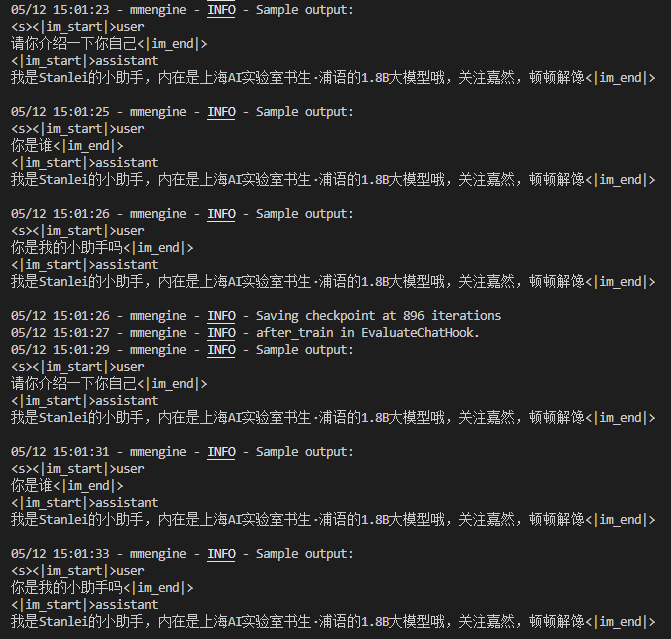 05/12 15:01:23 - mmengine - INFO - Sample output:
<s><|im_start|>user
请你介绍一下你自己<|im_end|>
<|im_start|>assistant
我是Stanlei的小助手，内在是上海AI实验室书生·浦语的1.8B大模型哦，关注嘉然，顿顿解馋<|im_end|>
05/12 15:01:25 - mmengine - INFO - Sample output:
<s><|im_start|>user
你是谁<|im_end|>
<|im_start|>assistant
我是Stanlei的小助手，内在是上海AI实验室书生·浦语的1.8B大模型哦，关注嘉然，顿顿解馋<|im_end|>
05/12 15:01:26 - mmengine - INFO - Sample output:
<s><|im_start|>user
你是我的小助手吗<|im_end|>
<|im_start|>assistant
我是Stanlei的小助手，内在是上海AI实验室书生·浦语的1.8B大模型哦，关注嘉然，顿顿解馋<|im_end|>
05/12 15:01:26 - mmengine - INFO - Saving checkpoint at 896 iterations
05/12 15:01:27 - mmengine - INFO - after_train in EvaluateChatHook.
05/12 15:01:29 - mmengine - INFO - Sample output:
<s><|im_start|>user
请你介绍一下你自己<|im_end|>
<|im_start|>assistant
我是Stanlei的小助手，内在是上海AI实验室书生·浦语的1.8B大模型哦，关注嘉然，顿顿解馋<|im_end|>
05/12 15:01:31 - mmengine - INFO - Sample output:
<s><|im_start|>user
你是谁<|im_end|>
<|im_start|>assistant
我是Stanlei的小助手，内在是上海AI实验室书生·浦语的1.8B大模型哦，关注嘉然，顿顿解馋<|im_end|>
05/12 15:01:33 - mmengine - INFO - Sample output:
<s><|im_start|>user
你是我的小助手吗<|im_end|>
<|im_start|>assistant
我是Stanlei的小助手，内在是上海AI实验室书生·浦语的1.8B大模型哦，关注嘉然，顿顿解馋<|im_end|>